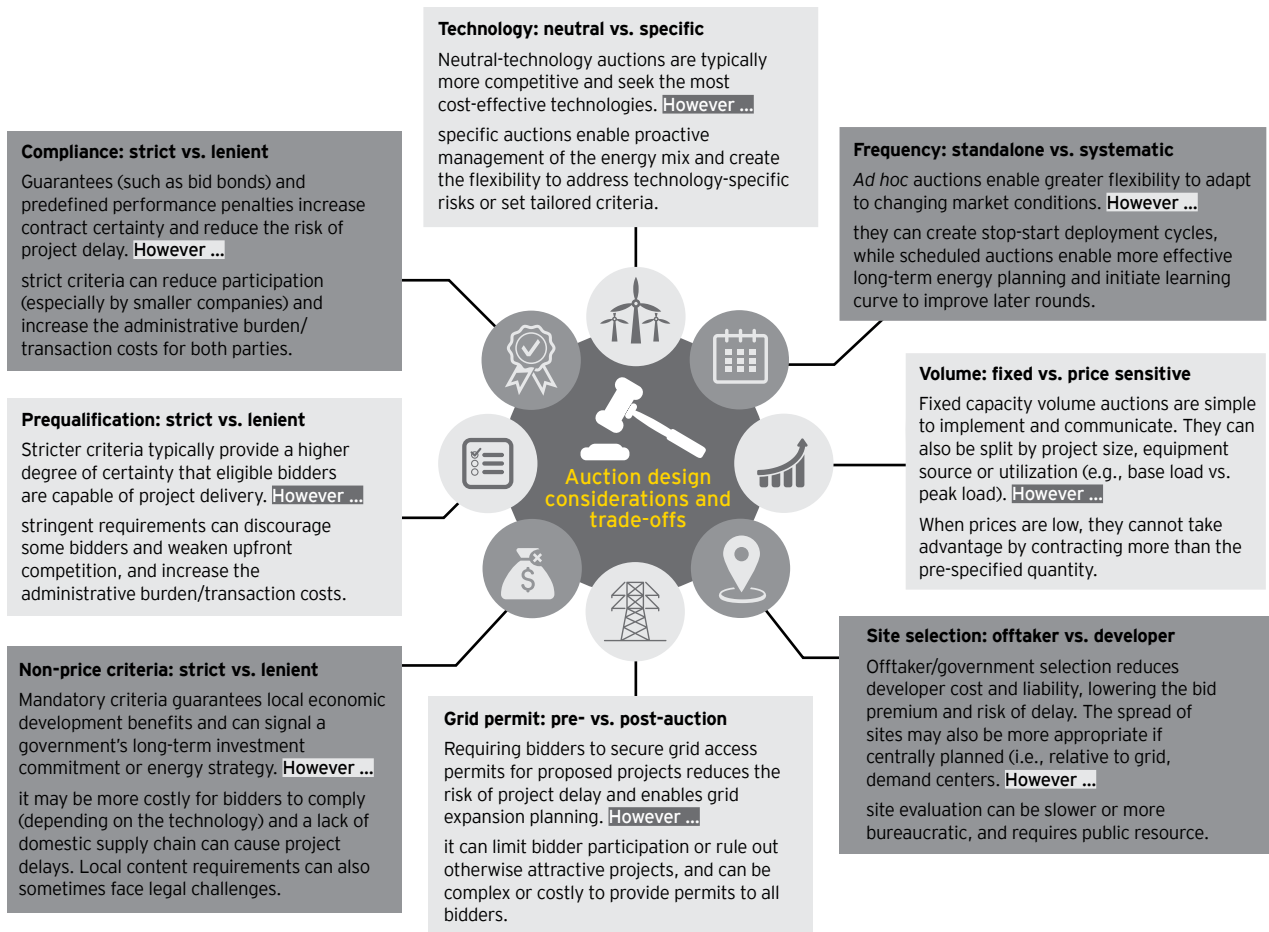 Technology: neutral vs. specific
Neutral-technology auctions are typically
more competitive and seek the most
cost-effective technologies. However ...
specific auctions enable proactive
management of the energy mix and create
the flexibility to address technology-specific
risks or set tailored criteria.
Compliance: strict vs. lenient
Guarantees (such as bid bonds) and
predefined performance penalties increase
contract certainty and reduce the risk of
project delay. However ...
strict criteria can reduce participation
(especially by smaller companies) and
increase the administrative burden/
transaction costs for both parties.
Frequency: standalone vs. systematic
Ad hoc auctions enable greater flexibility to adapt
to changing market conditions. However ...
they can create stop-start deployment cycles,
while scheduled auctions enable more effective
long-term energy planning and initiate learning
curve to improve later rounds.
Prequalification: strict vs. lenient
Stricter criteria typically provide a higher
degree of certainty that eligible bidders
are capable of project delivery. However ...
stringent requirements can discourage
some bidders and weaken upfront
competition, and increase the
administrative burden/transaction costs.
Auction design
considerations and
trade-offs
$
Volume: fixed vs. price sensitive
Fixed capacity volume auctions are simple
to implement and communicate. They can
also be split by project size, equipment
source or utilization (e.g., base load vs.
peak load). However ...
When prices are low, they cannot take
advantage by contracting more than the
pre-specified quantity.
Non-price criteria: strict vs. lenient
Mandatory criteria guarantees local economic
development benefits and can signal a
government's long-term investment
commitment or energy strategy. However ...
it may be more costly for bidders to comply
(depending on the technology) and a lack of
domestic supply chain can cause project
delays. Local content requirements can also
sometimes face legal challenges.
Grid permit: pre- vs. post-auction
Requiring bidders to secure grid access
permits for proposed projects reduces the
risk of project delay and enables grid
expansion planning. However ...
it can limit bidder participation or rule out
otherwise attractive projects, and can be
complex or costly to provide permits to all
bidders.
Site selection: offtaker vs. developer
Offtaker/government selection reduces
developer cost and liability, lowering the bid
premium and risk of delay. The spread of
sites may also be more appropriate if
centrally planned (i.e., relative to grid,
demand centers. However ...
site evaluation can be slower or more
bureaucratic, and requires public resource.